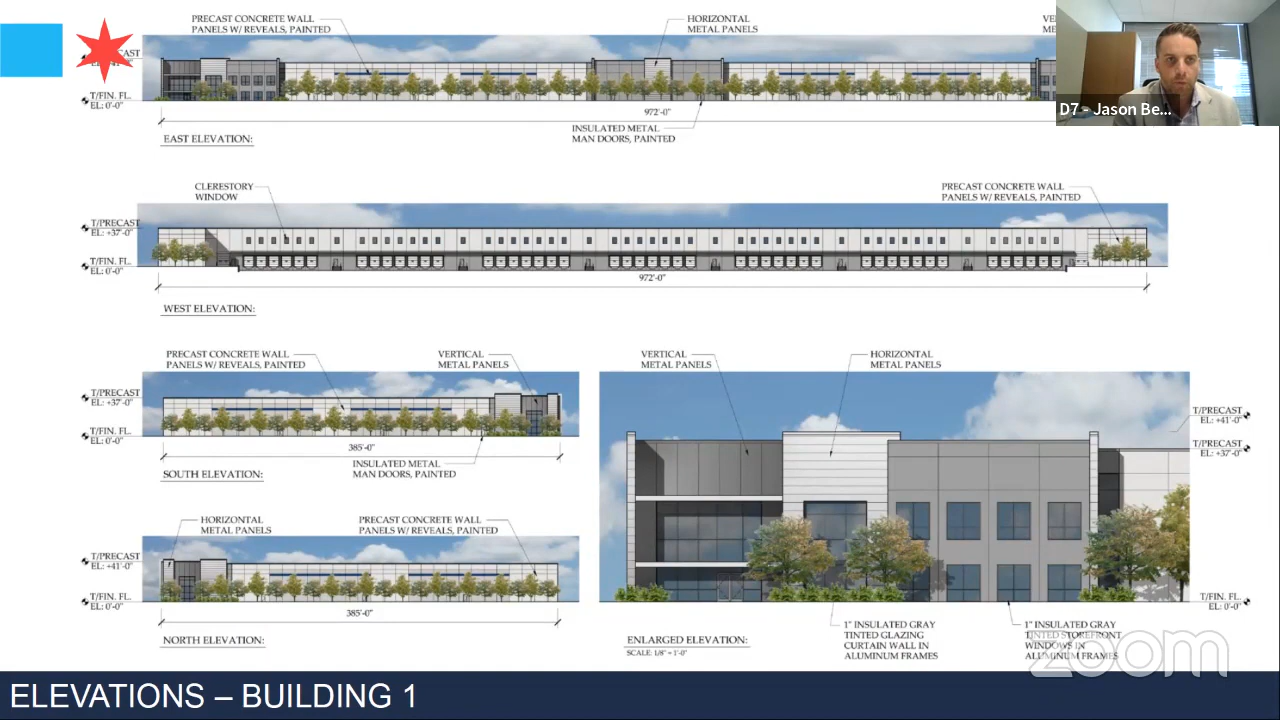 PRECAST CONCRETE WALL
PANELS W/ REVEALS, PAINTED
HORIZONTAL
METAL PANELS
T/FIN. FL.
EL: 0'-0"
972'-0"
INSULATED METAL
MAN DOORS, PAINTED
EAST ELEVATION:
D7 - Jason Be...
CLERESTORY
WINDOW
PRECAST CONCRETE WALL
PANELS W/ REVEALS, PAINTED
T/PRECAST
EL: +37'-0"
T/FIN. FL.
EL: 0'-0"
972'-0"
WEST ELEVATION:
PRECAST CONCRETE WALL
PANELS W/ REVEALS, PAINTED
VERTICAL
METAL PANELS
T/PRECAST
EL: +37'-0"
T/FIN. FL.
EL: 0'-0"
385'-0"
INSULATED METAL
MAN DOORS, PAINTED
SOUTH ELEVATION:
HORIZONTAL
METAL PANELS
PRECAST CONCRETE WALL
PANELS W/ REVEALS, PAINTED
T/PRECAST
EL: +41'-0"
T/FIN. FL.
EL: 0'-0"
385'-0"
NORTH ELEVATION:
VERTICAL
METAL PANELS
HORIZONTAL
METAL PANELS
T/PRECAST
EL: +41'-0"
T/PRECAST
EL: +37'-0"
T/FIN. FL.
EL: 0'-0"
ENLARGED ELEVATION:
SCALE: 1/8" = 1'-0"
1" INSULATED GRAY
TINTED GLAZING
CURTAIN WALL IN
ALUMINUM FRAMES
1" INSULATED GRAY
TINTED STOREFRONT
WINDOWS IN
ALUMINUM FRAMES
zoom
ELEVATIONS – BUILDING 1